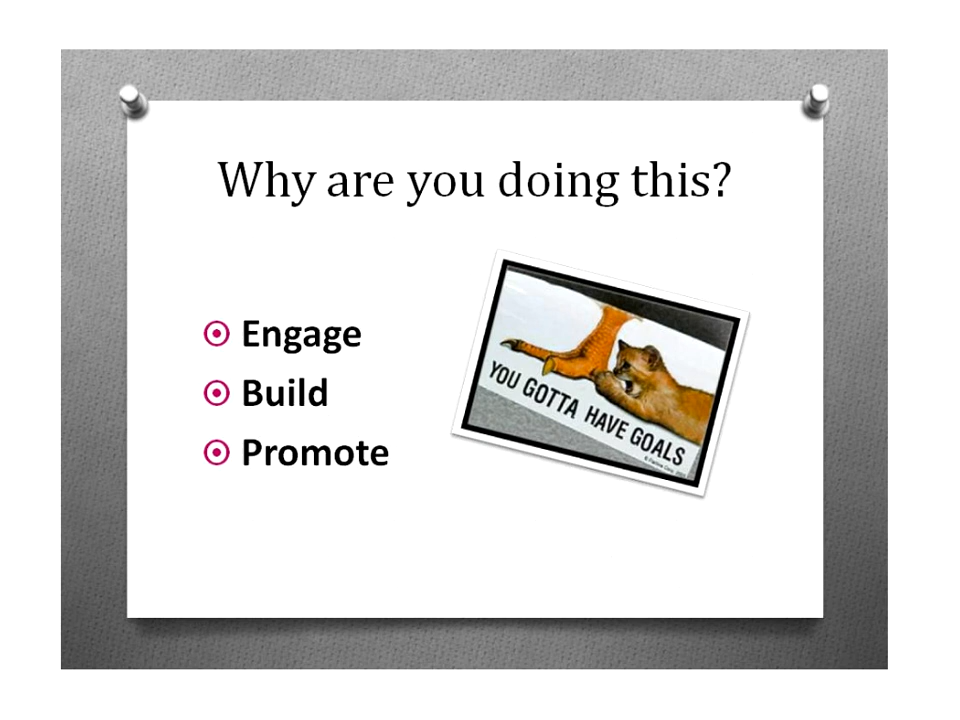 Why are you doing this?
Engage
Build
Promote
YOU GOTTA HAVE GOALS